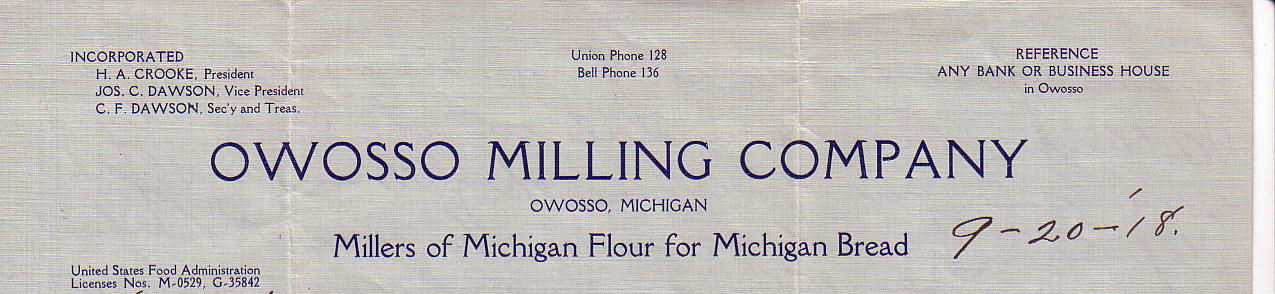 INCORPORATED
H. A. CROOKE, President
JOS. C. DAWSON, Vice President
C. F. DAWSON, Sec'y and Treas.
Union Phone 128
Bell Phone 136
REFERENCE
ANY BANK OR BUSINESS HOUSE
in Owosso
OWOSSO MILLING COMPANY
OWOSSO, MICHIGAN
Millers of Michigan Flour for Michigan Bread
9-20-'18.
United States Food Administration
Licenses Nos. M-0529, G-35842